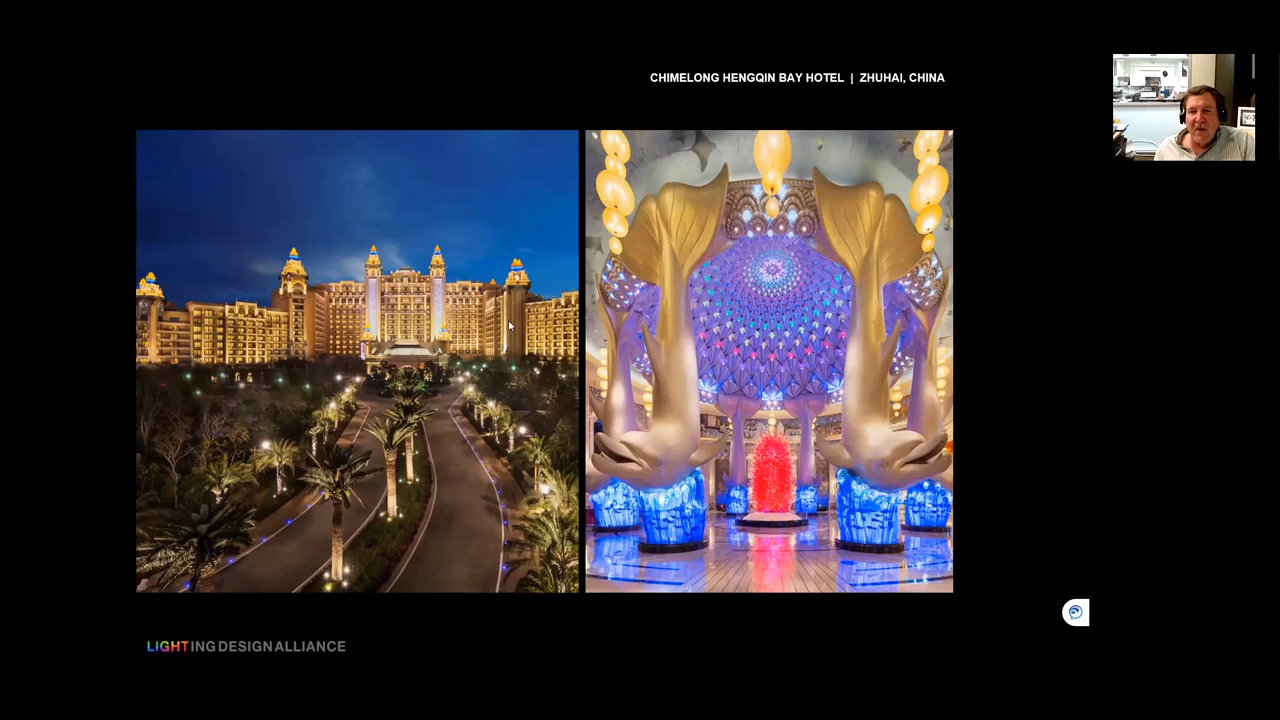 CHIMELONG HENGQIN BAY HOTEL | ZHUHAI, CHINA
LIGHTING DESIGN ALLIANCE